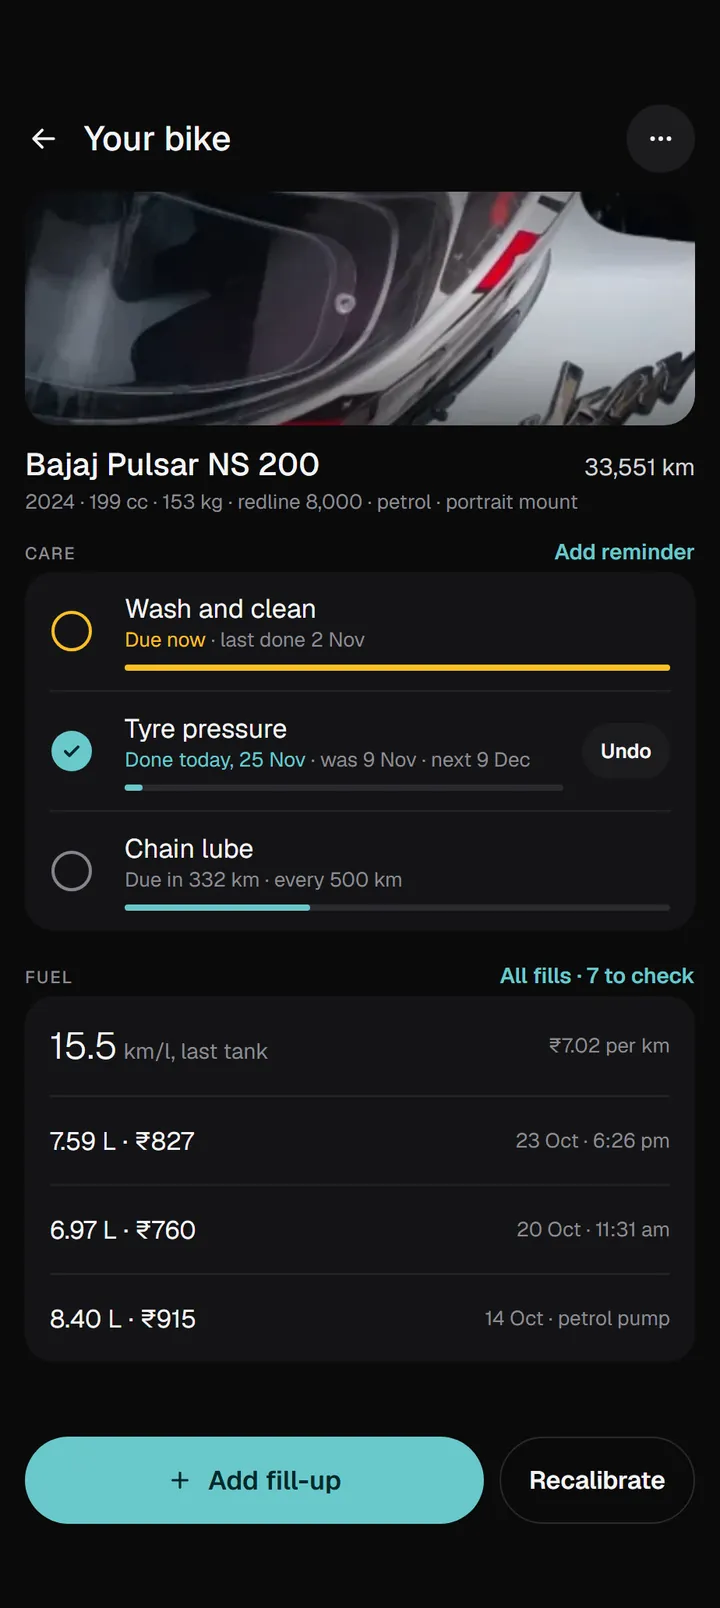 Your bike
Bajaj Pulsar NS 200
33,551 km
2024 · 199 cc · 153 kg · redline 8,000 · petrol · portrait mount
CARE
Add reminder
Wash and clean
Due now · last done 2 Nov
Tyre pressure
Done today, 25 Nov · was 9 Nov · next 9 Dec
Undo
Chain lube
Due in 332 km · every 500 km
FUEL
All fills · 7 to check
15.5 km/l, last tank
₹7.02 per km
7.59 L · ₹827
23 Oct · 6:26 pm
6.97 L · ₹760
20 Oct · 11:31 am
8.40 L · ₹915
14 Oct · petrol pump
+ Add fill-up
Recalibrate